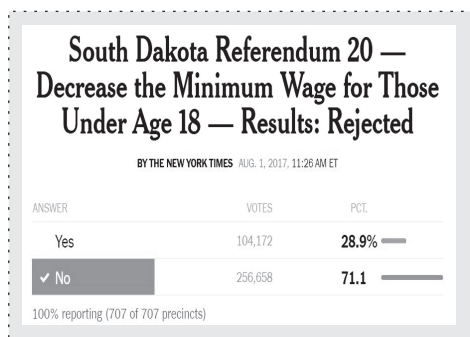 South Dakota Referendum 20 —
Decrease the Minimum Wage for Those
Under Age 18 — Results: Rejected
BY THE NEW YORK TIMES AUG. 1, 2017, 11:26 AM ET
ANSWER VOTES PCT.
Yes 104,172 28.9%
✓ No 256,658 71.1
100% reporting (707 of 707 precincts)